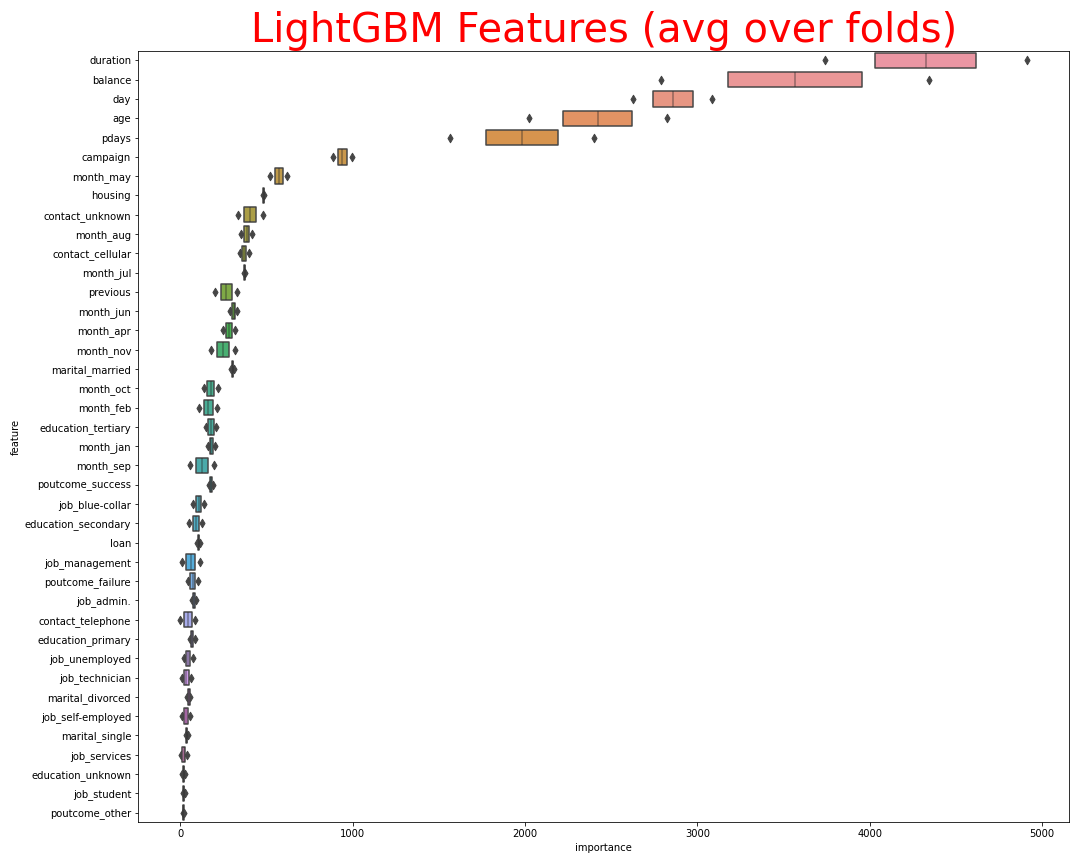 LightGBM Features (avg over folds)
duration
balance
day
age
pdays
campaign
month_may
housing
contact_unknown
month_aug
contact_cellular
month_jul
previous
month_jun
month_apr
month_nov
marital_married
month_oct
month_feb
education_tertiary
month_jan
month_sep
poutcome_success
job_blue-collar
education_secondary
loan
job_management
poutcome_failure
job_admin.
contact_telephone
education_primary
job_unemployed
job_technician
marital_divorced
job_self-employed
marital_single
job_services
education_unknown
job_student
poutcome_other
feature
0 1000 2000 3000 4000 5000
importance